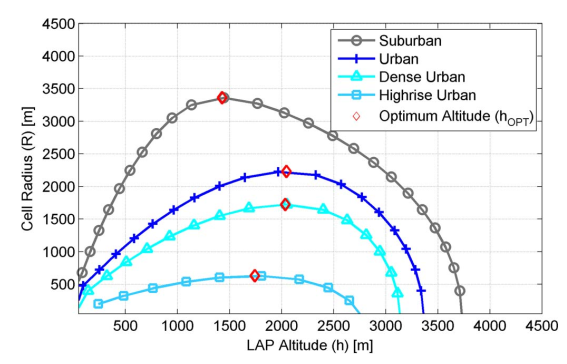 4500
4000
3500
3000
2500
2000
1500
1000
500
Cell Radius (R) [m]
Suburban
Urban
Dense Urban
Highrise Urban
Optimum Altitude (hOPT)
500 1000 1500 2000 2500 3000 3500 4000 4500
LAP Altitude (h) [m]